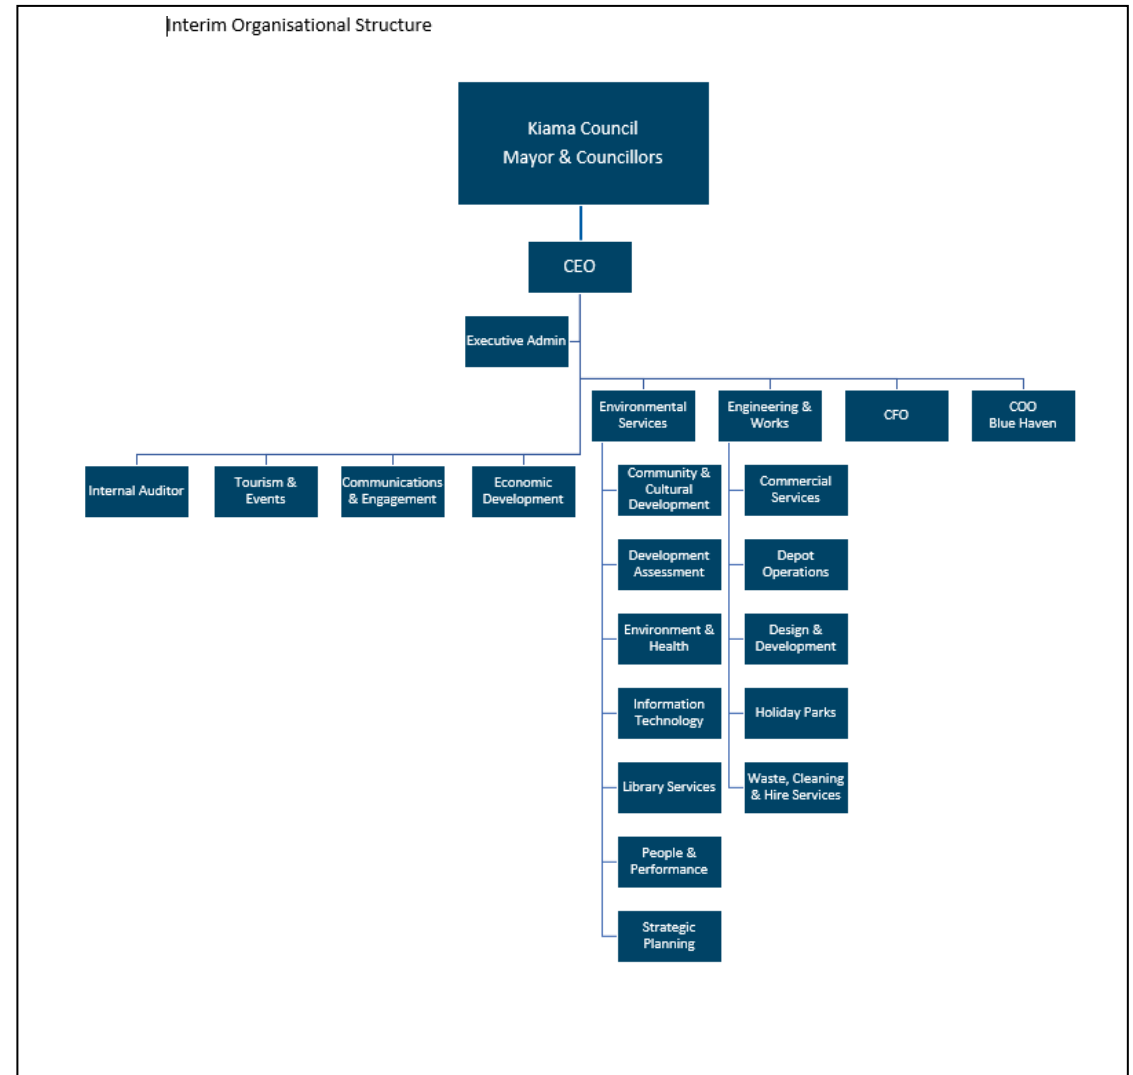 Interim Organisational Structure
Kiama Council
Mayor & Councillors
CEO
Executive Admin
Environmental
Services
Engineering &
Works
CFO
COO
Blue Haven
Internal Auditor
Tourism &
Events
Communications
& Engagement
Economic
Development
Community &
Cultural
Development
Development
Assessment
Environment &
Health
Information
Technology
Library Services
People &
Performance
Strategic
Planning
Commercial
Services
Depot
Operations
Design &
Development
Holiday Parks
Waste, Cleaning
& Hire Services